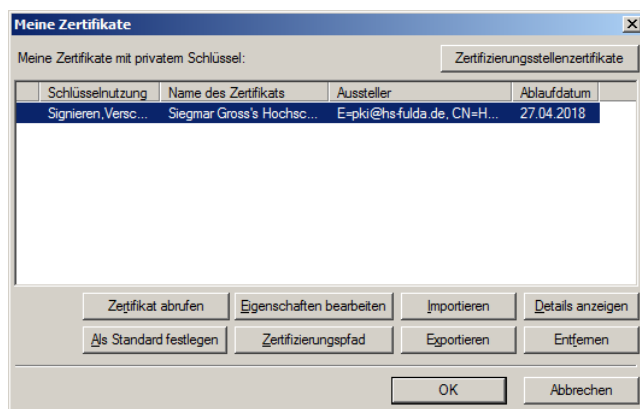 Meine Zertifikate
Meine Zertifikate mit privatem Schlüssel:
Zertifizierungsstellenzertifikate
Schlüsselnutzung Name des Zertifikats Aussteller Ablaufdatum
Signieren,Versc... Siegmar Gross's Hochsc... E=pki@hs-fulda.de, CN=H... 27.04.2018
Zertifikat abrufen Eigenschaften bearbeiten Importieren Details anzeigen
Als Standard festlegen Zertifizierungspfad Exportieren Entfernen
OK Abbrechen